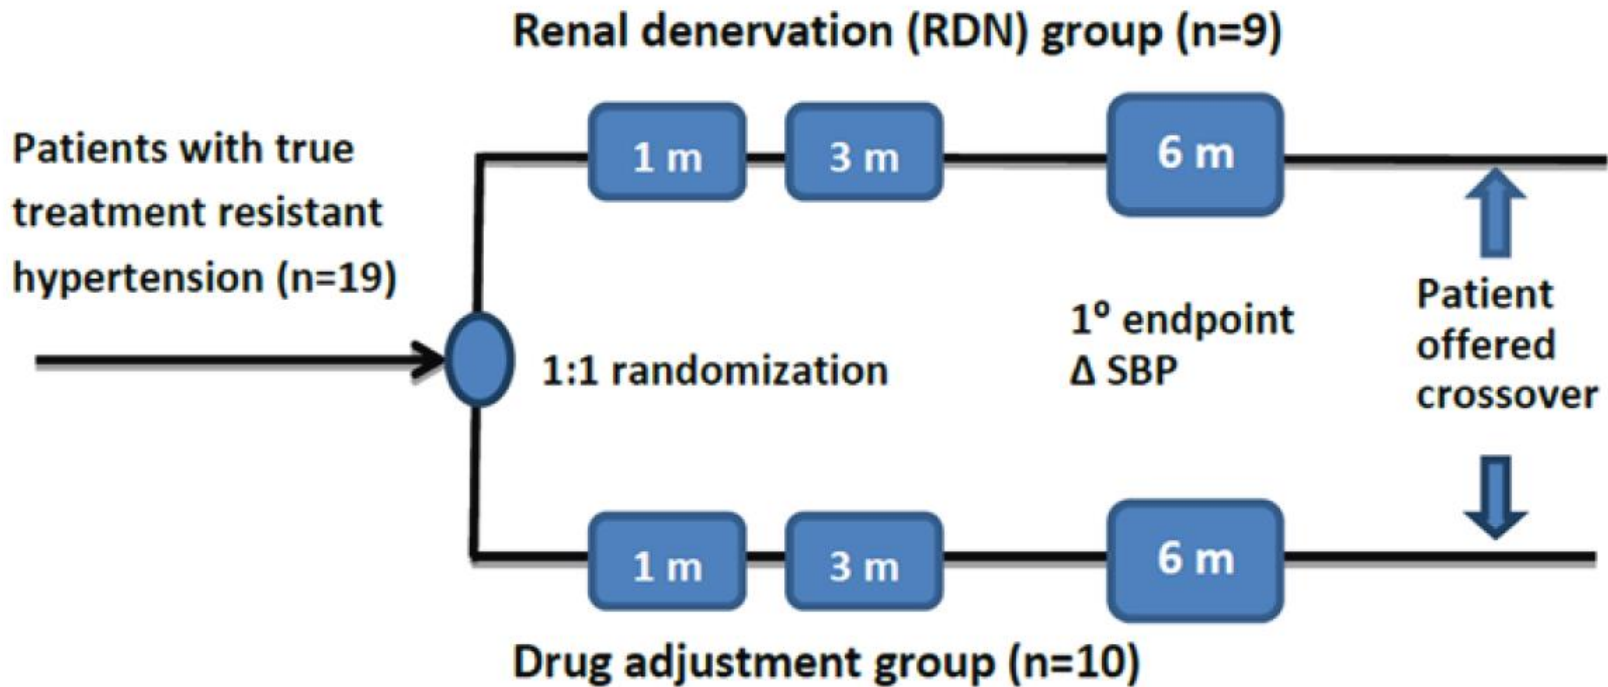 Renal denervation (RDN) group (n=9)
Patients with true
treatment resistant
hypertension (n=19)
1 m
3 m
6 m
1:1 randomization
1º endpoint
Δ SBP
Patient
offered
crossover
1 m
3 m
6 m
Drug adjustment group (n=10)